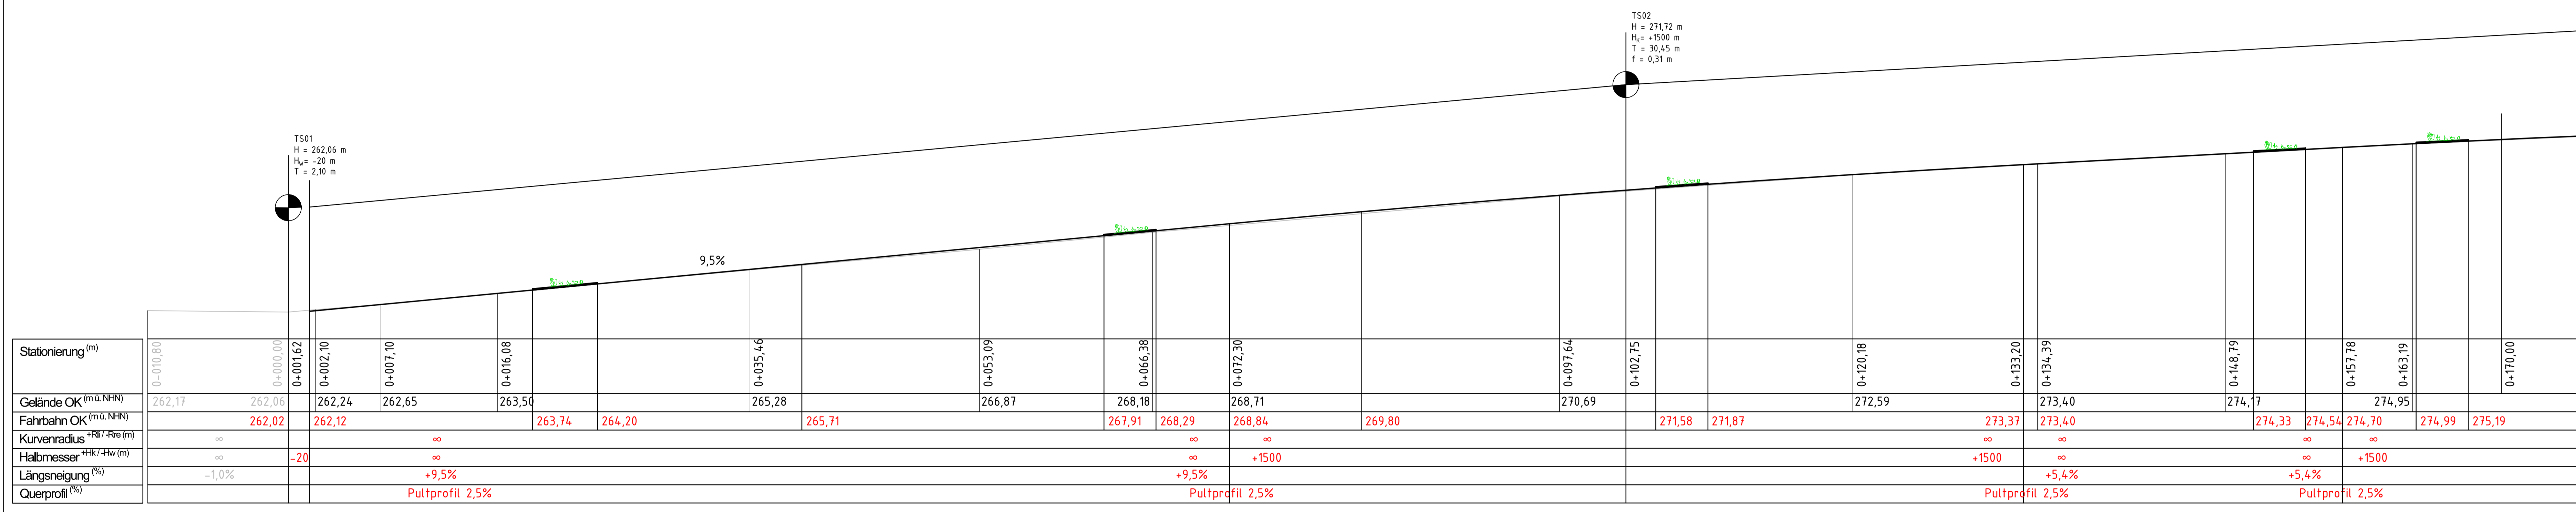 TS02
H = 271,72 m
HK= +1500 m
T = 30,45 m
f = 0,31 m
TS01
H = 262,06 m
HW= -20 m
T = 2,10 m
9,5%
Stationierung (m) 0-010,80 0+000,00 0+001,62 0+002,10 0+007,10 0+016,08 0+035,46 0+053,09 0+066,38 0+072,30 0+097,64 0+102,75 0+120,18 0+133,20 0+134,39 0+148,79 0+157,78 0+163,19 0+170,00
Gelände OK (m ü. NHN) 262,17 262,06 262,24 262,65 263,50 265,28 266,87 268,18 268,71 270,69 272,59 273,40 274,17 274,95
Fahrbahn OK (m ü. NHN) 262,02 262,12 263,74 264,20 265,71 267,91 268,29 268,84 269,80 271,58 271,87 273,37 273,40 274,33 274,54 274,70 274,99 275,19
Kurvenradius +Rli / -Rre (m) ∞ ∞ ∞ ∞ ∞ ∞ ∞ ∞
Halbmesser +Hk / -Hw (m) ∞ -20 ∞ ∞ +1500 +1500 ∞ ∞ +1500
Längsneigung (%) -1,0% +9,5% +9,5% +5,4% +5,4%
Querprofil (%) Pultprofil 2,5% Pultprofil 2,5% Pultprofil 2,5% Pultprofil 2,5%